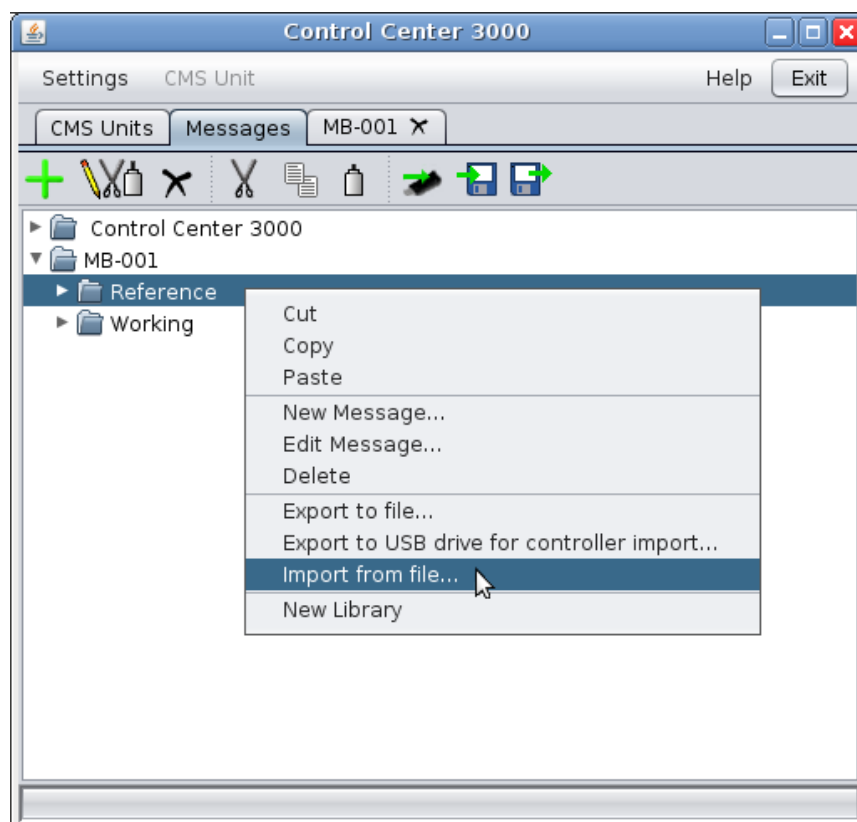 Control Center 3000
Settings CMS Unit Help Exit
CMS Units Messages MB-001
Control Center 3000
MB-001
Reference
Working
Cut
Copy
Paste
New Message...
Edit Message...
Delete
Export to file...
Export to USB drive for controller import...
Import from file...
New Library